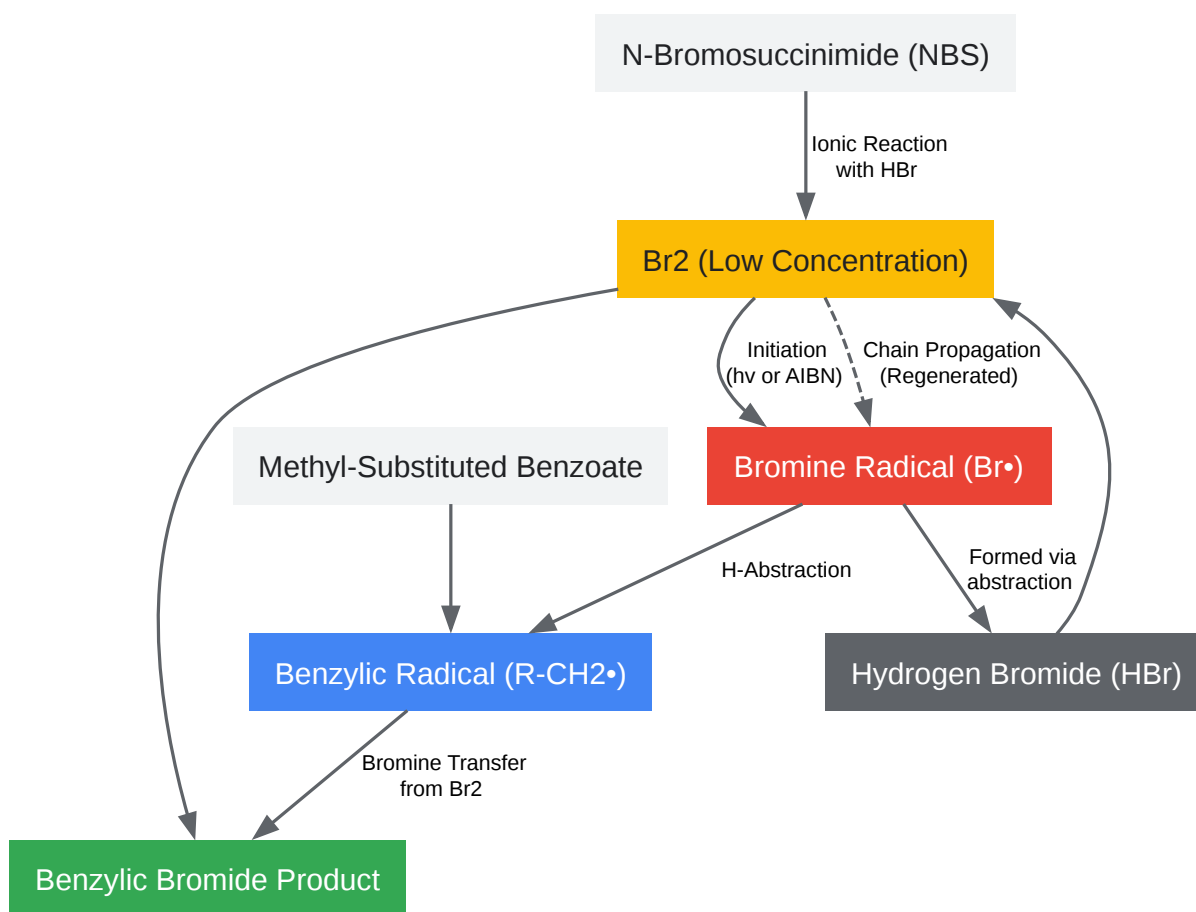 N-Bromosuccinimide (NBS)
Ionic Reaction
with HBr
Br2 (Low Concentration)
Initiation
(hv or AIBN)
Chain Propagation
(Regenerated)
Methyl-Substituted Benzoate
Bromine Radical (Br•)
H-Abstraction
Formed via
abstraction
Benzylic Radical (R-CH2•)
Hydrogen Bromide (HBr)
Bromine Transfer
from Br2
Benzylic Bromide Product